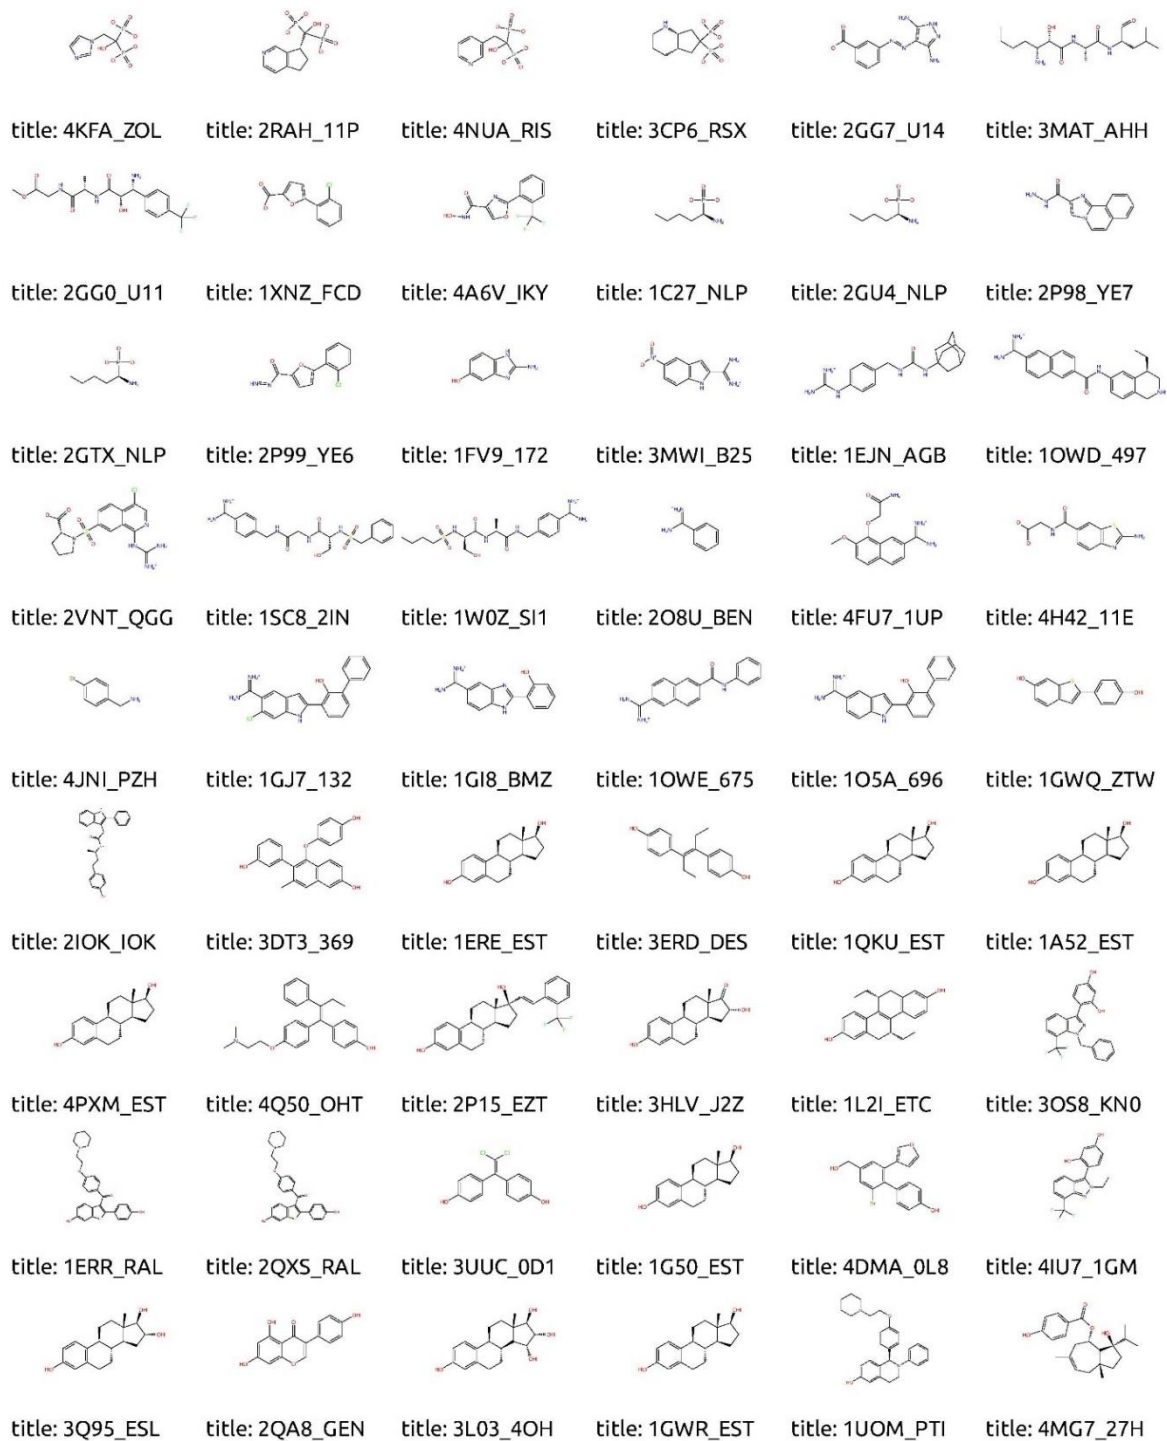 title: 4KFA_ZOL title: 2RAH_11P title: 4NUA_RIS title: 3CP6_RSX title: 2GG7_U14 title: 3MAT_AHH
title: 2GG0_U11 title: 1XNZ_FCD title: 4A6V_IKY title: 1C27_NLP title: 2GU4_NLP title: 2P98_YE7
title: 2GTX_NLP title: 2P99_YE6 title: 1FV9_172 title: 3MWI_B25 title: 1EJN_AGB title: 1OWD_497
title: 2VNT_QGG title: 1SC8_2IN title: 1W0Z_SI1 title: 2O8U_BEN title: 4FU7_1UP title: 4H42_11E
title: 4JNI_PZH title: 1GJ7_132 title: 1GI8_BMZ title: 1OWE_675 title: 1O5A_696 title: 1GWQ_ZTW
title: 2IOK_IOK title: 3DT3_369 title: 1ERE_EST title: 3ERD_DES title: 1QKU_EST title: 1A52_EST
title: 4PXM_EST title: 4Q50_OHT title: 2P15_EZT title: 3HLV_J2Z title: 1L2I_ETC title: 3OS8_KN0
title: 1ERR_RAL title: 2QXS_RAL title: 3UUC_0D1 title: 1G50_EST title: 4DMA_0L8 title: 4IU7_1GM
title: 3Q95_ESL title: 2QA8_GEN title: 3L03_4OH title: 1GWR_EST title: 1UOM_PTI title: 4MG7_27H